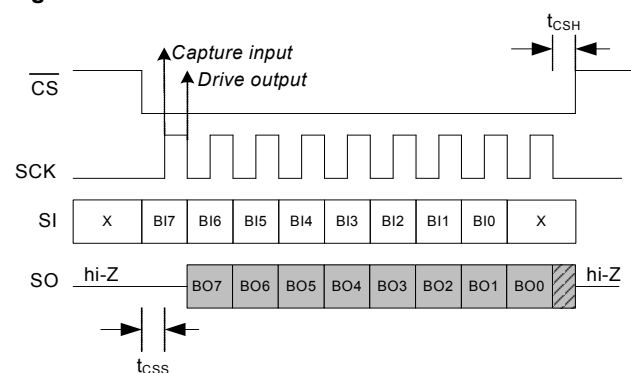 tCSH
Capture input
Drive output
CS
SCK
SI X BI7 BI6 BI5 BI4 BI3 BI2 BI1 BI0 X
SO hi-Z BO7 BO6 BO5 BO4 BO3 BO2 BO1 BO0 hi-Z
tCSS